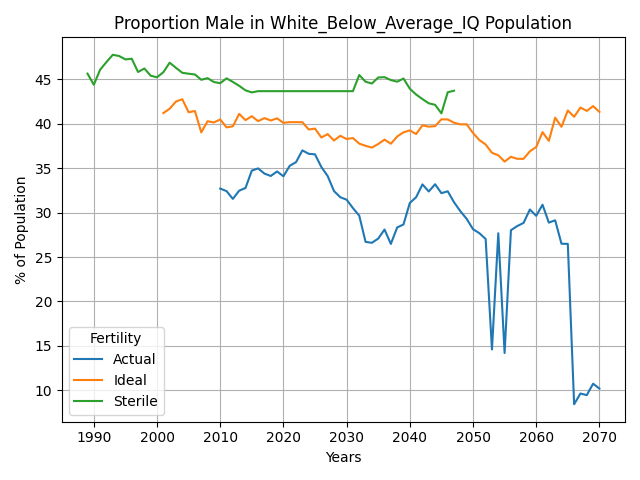 Proportion Male in White_Below_Average_IQ Population
% of Population
45
40
35
30
25
20
15
10
Fertility
Actual
Ideal
Sterile
1990 2000 2010 2020 2030 2040 2050 2060 2070
Years